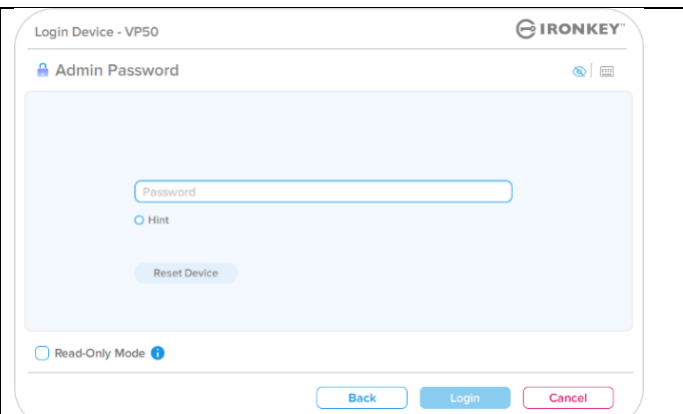 Login Device - VP50
IRONKEY™
Admin Password
Password
Hint
Reset Device
Read-Only Mode
Back
Login
Cancel